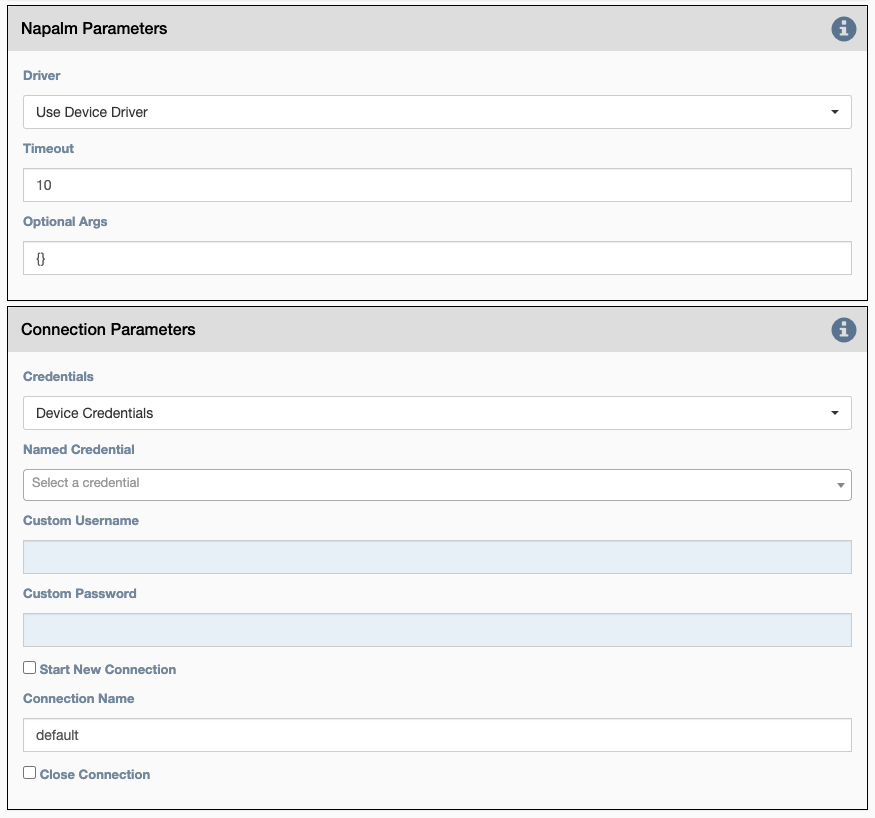 Napalm Parameters
Driver
Use Device Driver
Timeout
10
Optional Args
{}
Connection Parameters
Credentials
Device Credentials
Named Credential
Select a credential
Custom Username
Custom Password
Start New Connection
Connection Name
default
Close Connection